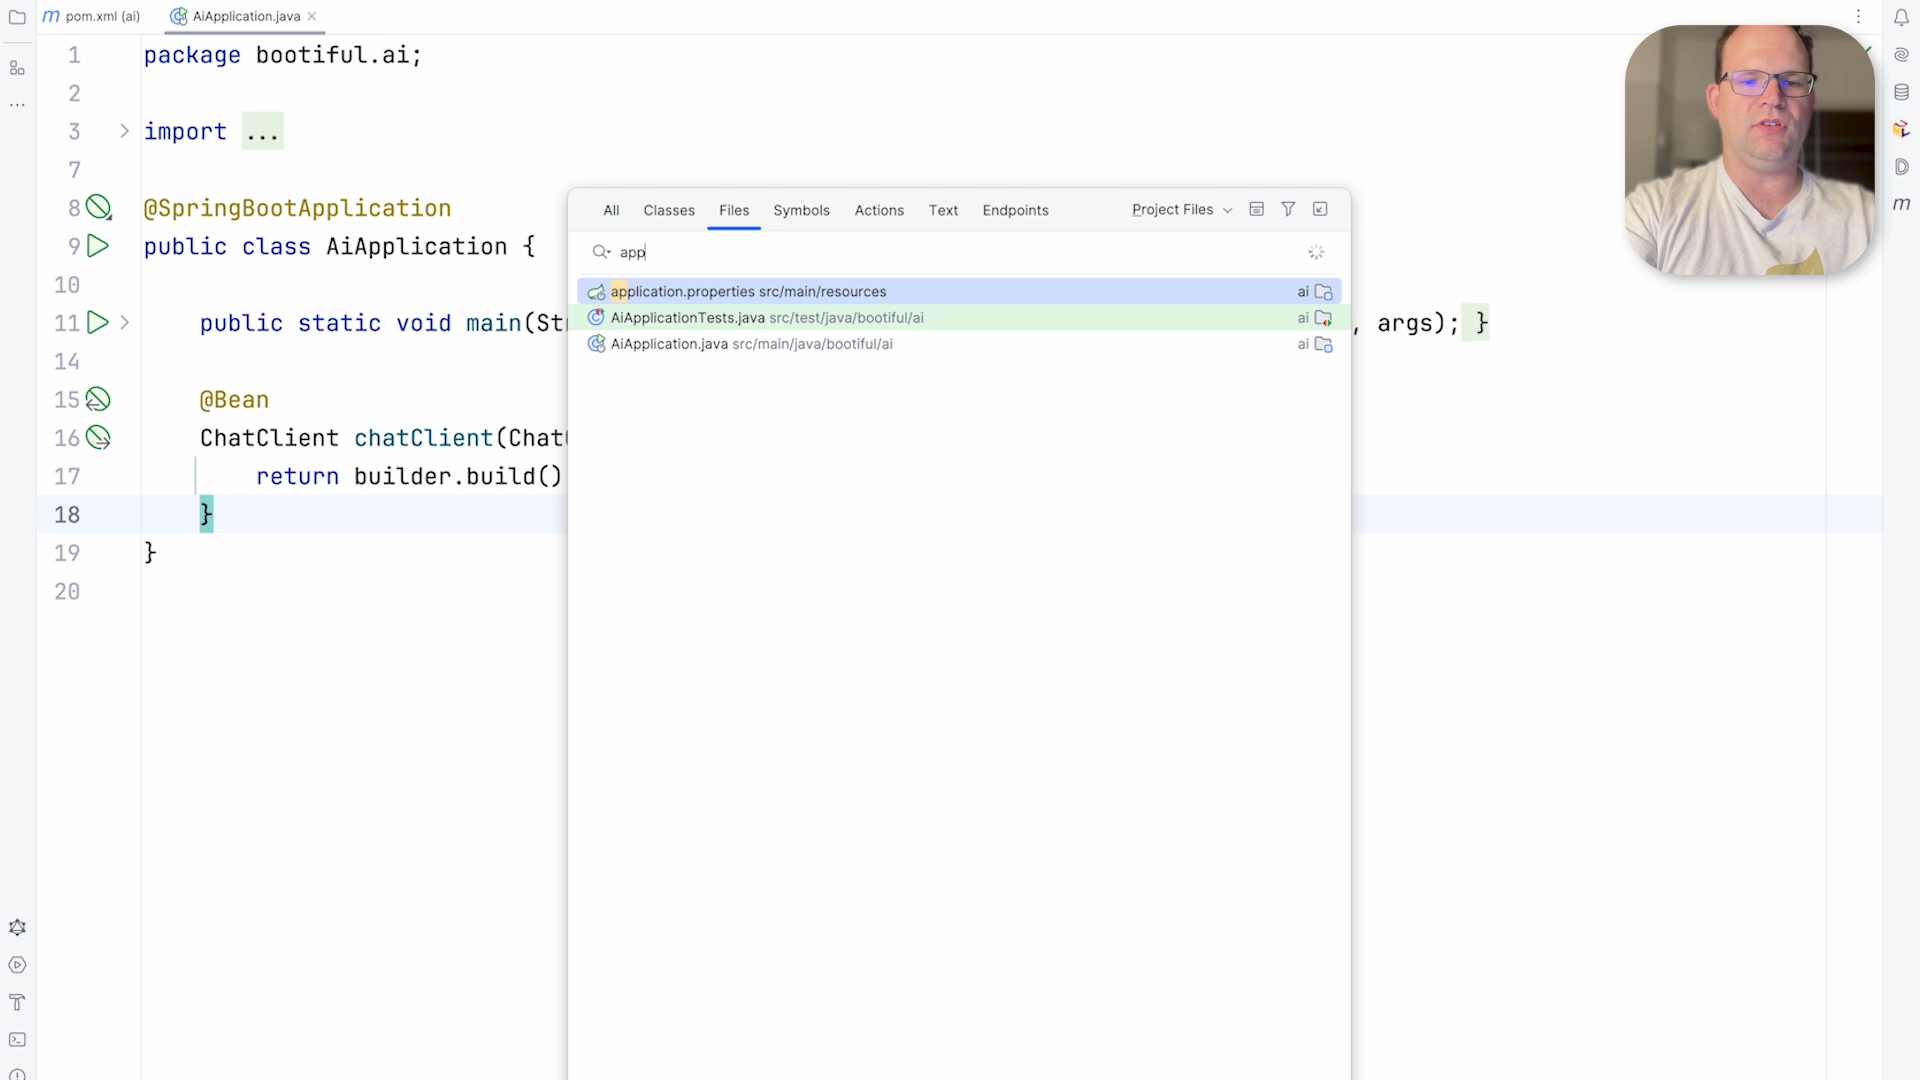 pom.xml (ai)
AiApplication.java
1 package bootiful.ai;
2
3 import ...
7
8 @SpringBootApplication
9 public class AiApplication {
10
11 public static void main(St , args); }
14
15 @Bean
16 ChatClient chatClient(Chat
17 return builder.build()
18 }
19 }
20
All Classes Files Symbols Actions Text Endpoints Project Files
app
application.properties src/main/resources ai
AiApplicationTests.java src/test/java/bootiful/ai ai
AiApplication.java src/main/java/bootiful/ai ai